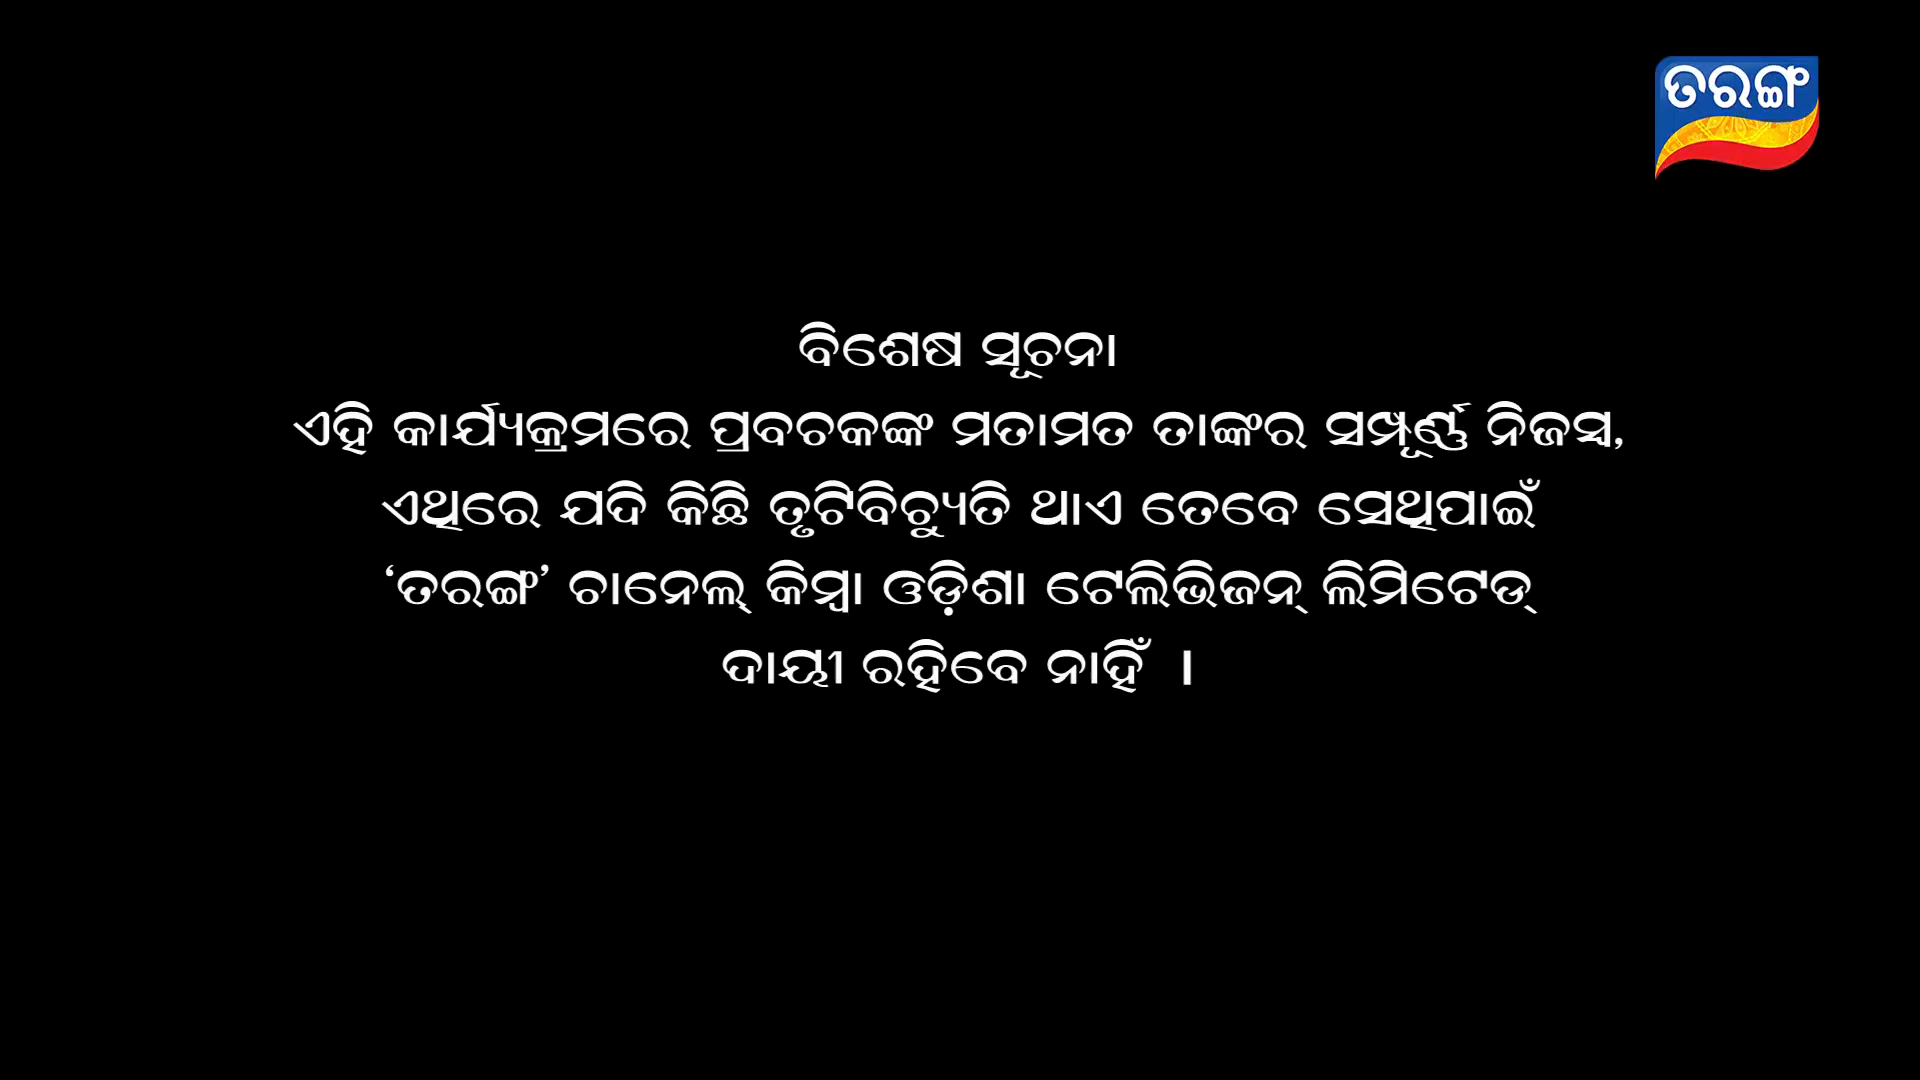 ତରଙ୍ଗ
ବିଶେଷ ସୂଚନା
ଏହି କାର୍ଯ୍ୟକ୍ରମରେ ପ୍ରବଚକଙ୍କ ମତାମତ ତାଙ୍କର ସମ୍ପୂର୍ଣ୍ଣ ନିଜସ୍ୱ,
ଏଥିରେ ଯଦି କିଛି ତୃଟିବିଚ୍ୟୁତି ଥାଏ ତେବେ ସେଥିପାଇଁ
‘ତରଙ୍ଗ’ ଚାନେଲ୍ କିମ୍ବା ଓଡ଼ିଶା ଟେଲିଭିଜନ୍ ଲିମିଟେଡ୍
ଦାୟୀ ରହିବେ ନାହିଁ ।